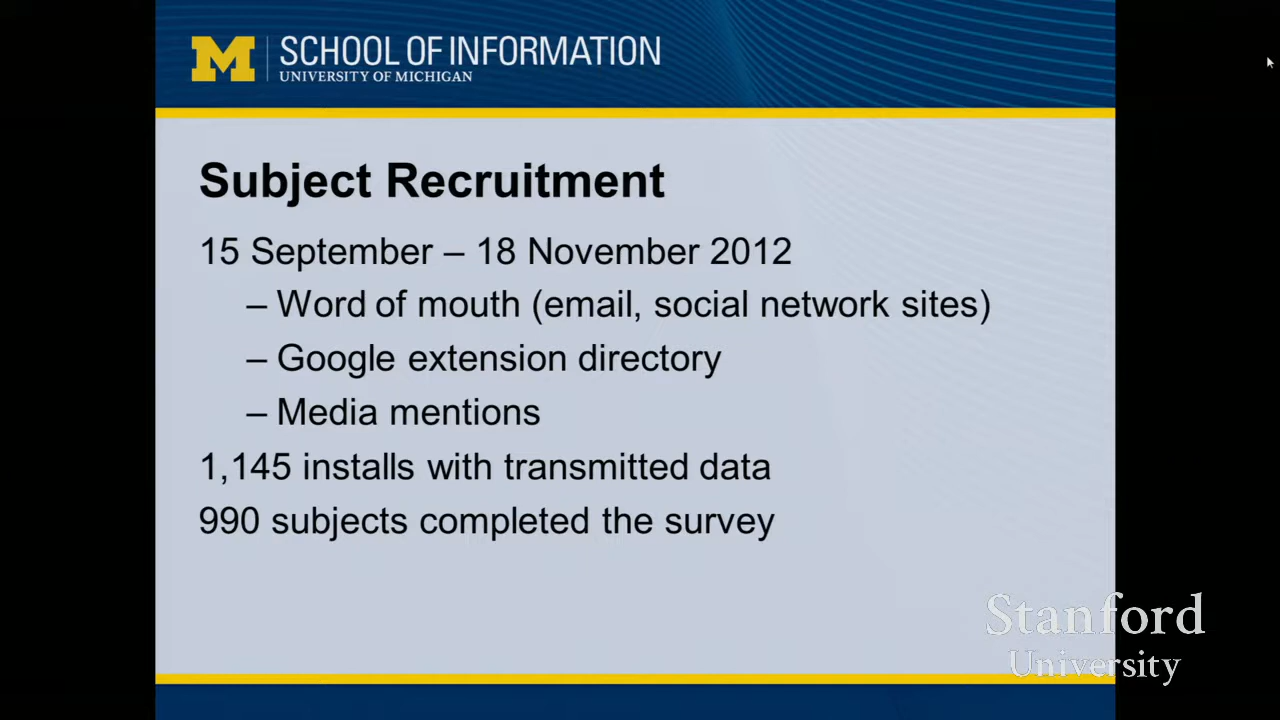 M
SCHOOL OF INFORMATION
UNIVERSITY OF MICHIGAN
Subject Recruitment
15 September – 18 November 2012
– Word of mouth (email, social network sites)
– Google extension directory
– Media mentions
1,145 installs with transmitted data
990 subjects completed the survey
Stanford
University